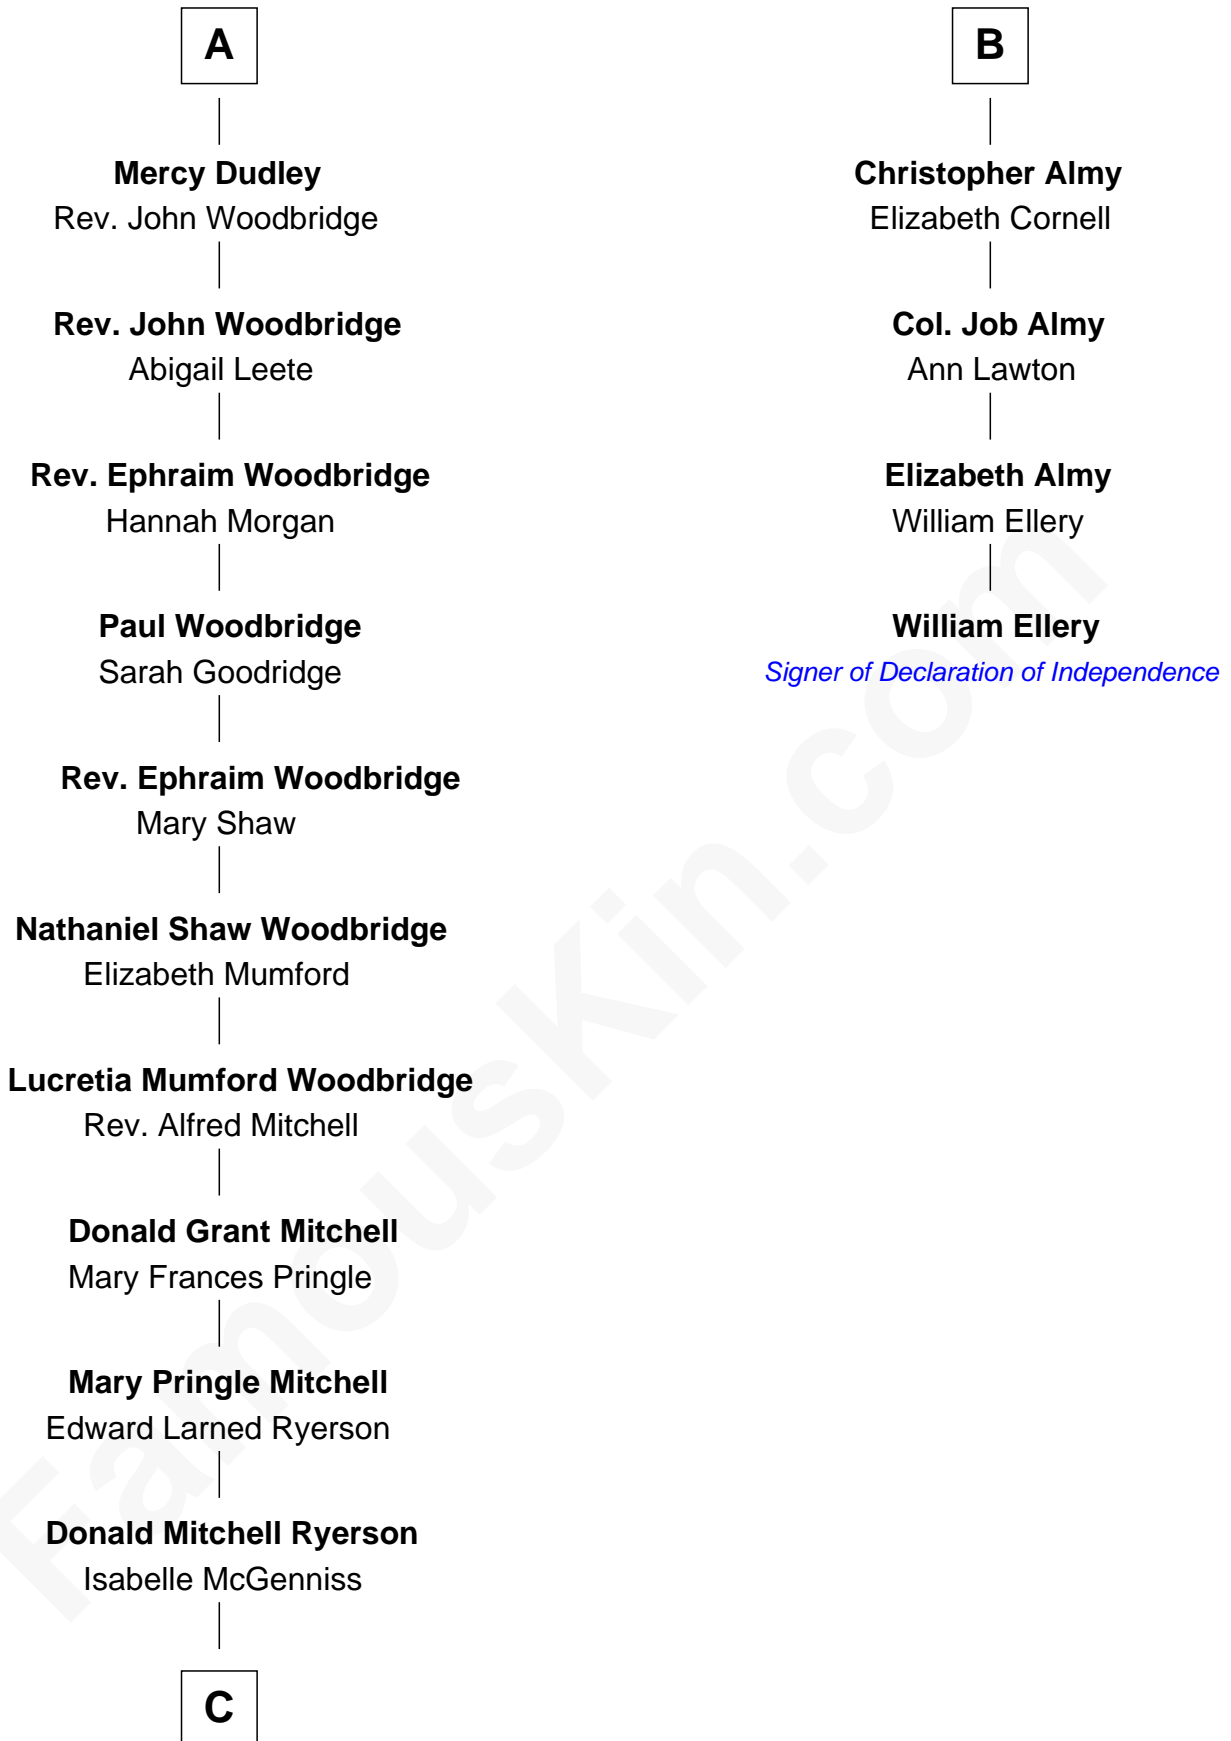 A
Mercy Dudley
Rev. John Woodbridge
Rev. John Woodbridge
Abigail Leete
Rev. Ephraim Woodbridge
Hannah Morgan
Paul Woodbridge
Sarah Goodridge
Rev. Ephraim Woodbridge
Mary Shaw
Nathaniel Shaw Woodbridge
Elizabeth Mumford
Lucretia Mumford Woodbridge
Rev. Alfred Mitchell
Donald Grant Mitchell
Mary Frances Pringle
Mary Pringle Mitchell
Edward Larned Ryerson
Donald Mitchell Ryerson
Isabelle McGenniss
C
B
Christopher Almy
Elizabeth Cornell
Col. Job Almy
Ann Lawton
Elizabeth Almy
William Ellery
William Ellery
Signer of Declaration of Independence
FamousKin.com